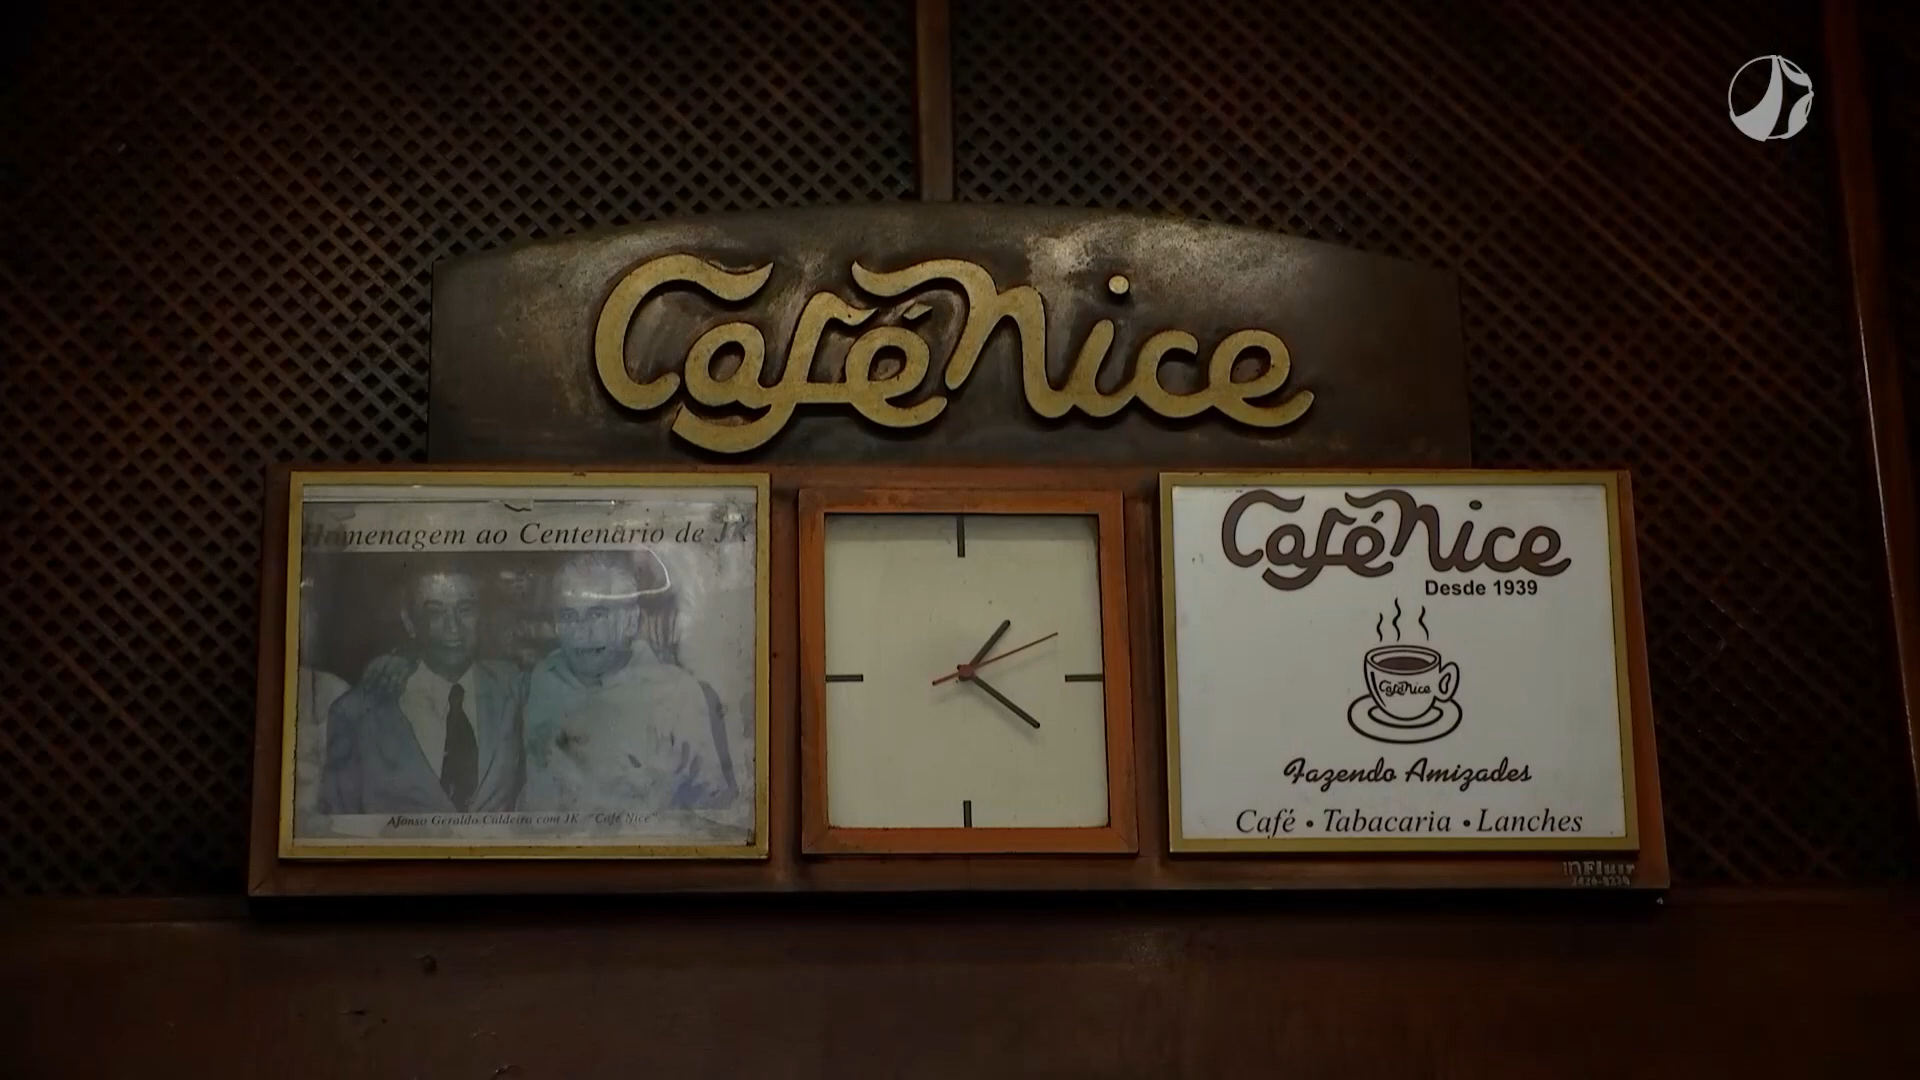 Café Nice
Homenagem ao Centenário de JK
Afonso Geraldo Caldeira com JK "Café Nice"
Café Nice
Desde 1939
Café Nice
Fazendo Amizades
Café • Tabacaria • Lanches
inFluir